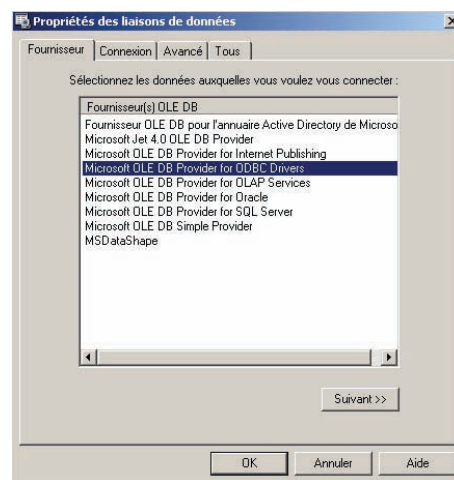 Propriétés des liaisons de données
Fournisseur Connexion Avancé Tous
Sélectionnez les données auxquelles vous voulez vous connecter :
Fournisseur(s) OLE DB
Fournisseur OLE DB pour l'annuaire Active Directory de Microso
Microsoft Jet 4.0 OLE DB Provider
Microsoft OLE DB Provider for Internet Publishing
Microsoft OLE DB Provider for ODBC Drivers
Microsoft OLE DB Provider for OLAP Services
Microsoft OLE DB Provider for Oracle
Microsoft OLE DB Provider for SQL Server
Microsoft OLE DB Simple Provider
MSDataShape
Suivant >>
OK Annuler Aide